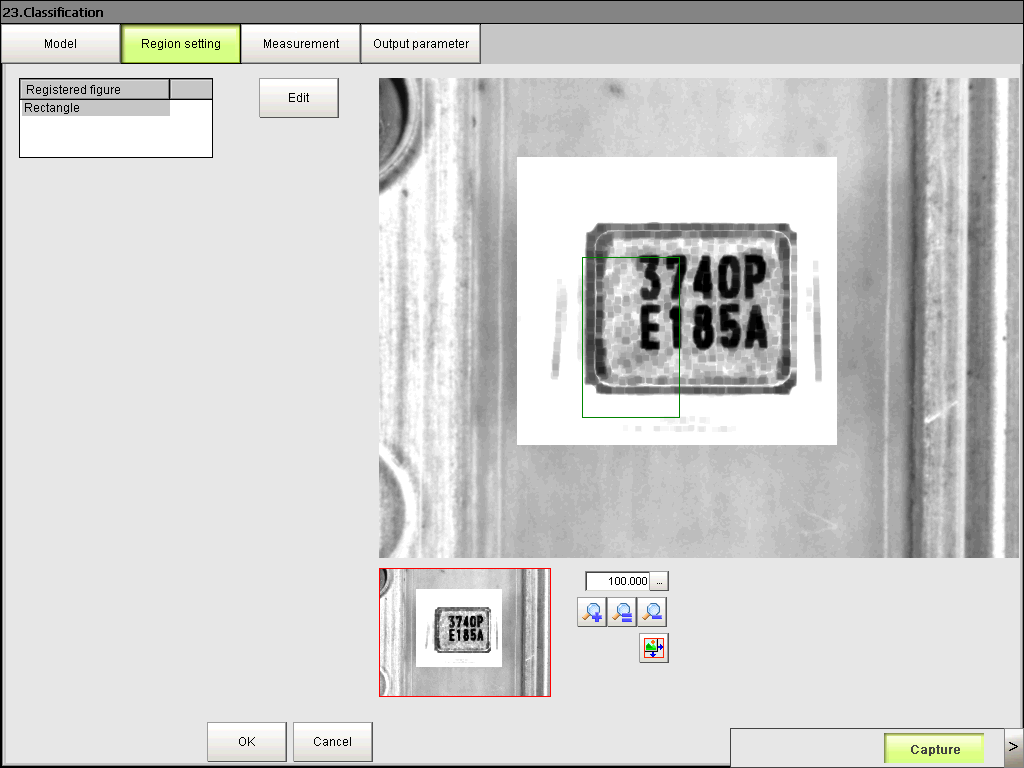 23.Classification
Model
Region setting
Measurement
Output parameter
Registered figure
Rectangle
Edit
3740P
E185A
3740P
E185A
100.000
...
OK
Cancel
Capture
>